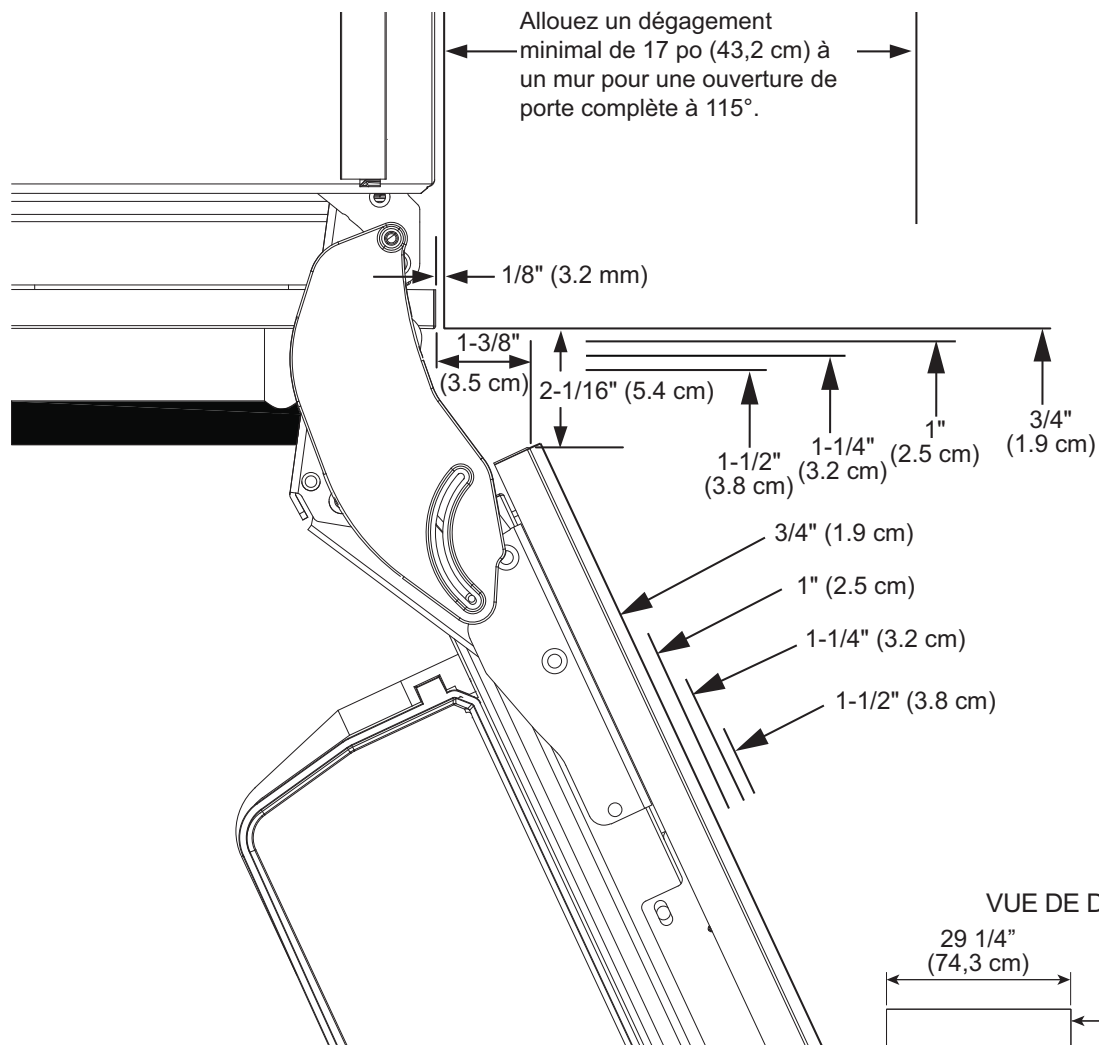 Allouez un dégagement
minimal de 17 po (43,2 cm) à
un mur pour une ouverture de
porte complète à 115°.
1/8" (3.2 mm)
1-3/8"
(3.5 cm)
2-1/16" (5.4 cm)
1-1/2"
(3.8 cm)
1-1/4"
(3.2 cm)
1"
(2.5 cm)
3/4"
(1.9 cm)
3/4" (1.9 cm)
1" (2.5 cm)
1-1/4" (3.2 cm)
1-1/2" (3.8 cm)
VUE DE D
29 1/4”
(74,3 cm)